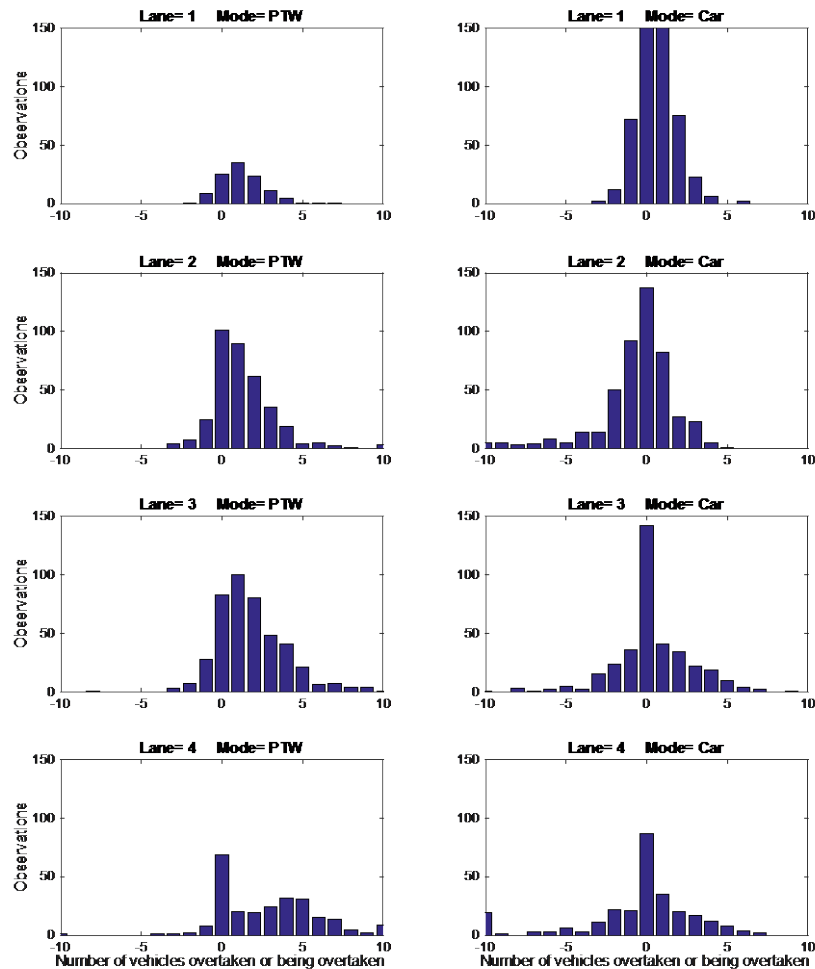 Lane= 1 Mode= PTW
150
100
50
0
Observations
-10 -5 0 5 10
Lane= 1 Mode= Car
150
100
50
0
-10 -5 0 5 10
Lane= 2 Mode= PTW
150
100
50
0
Observations
-10 -5 0 5 10
Lane= 2 Mode= Car
150
100
50
0
-10 -5 0 5 10
Lane= 3 Mode= PTW
150
100
50
0
Observations
-10 -5 0 5 10
Lane= 3 Mode= Car
150
100
50
0
-10 -5 0 5 10
Lane= 4 Mode= PTW
150
100
50
0
Observations
-10 -5 0 5 10
Number of vehicles overtaken or being overtaken
Lane= 4 Mode= Car
150
100
50
0
-10 -5 0 5 10
Number of vehicles overtaken or being overtaken